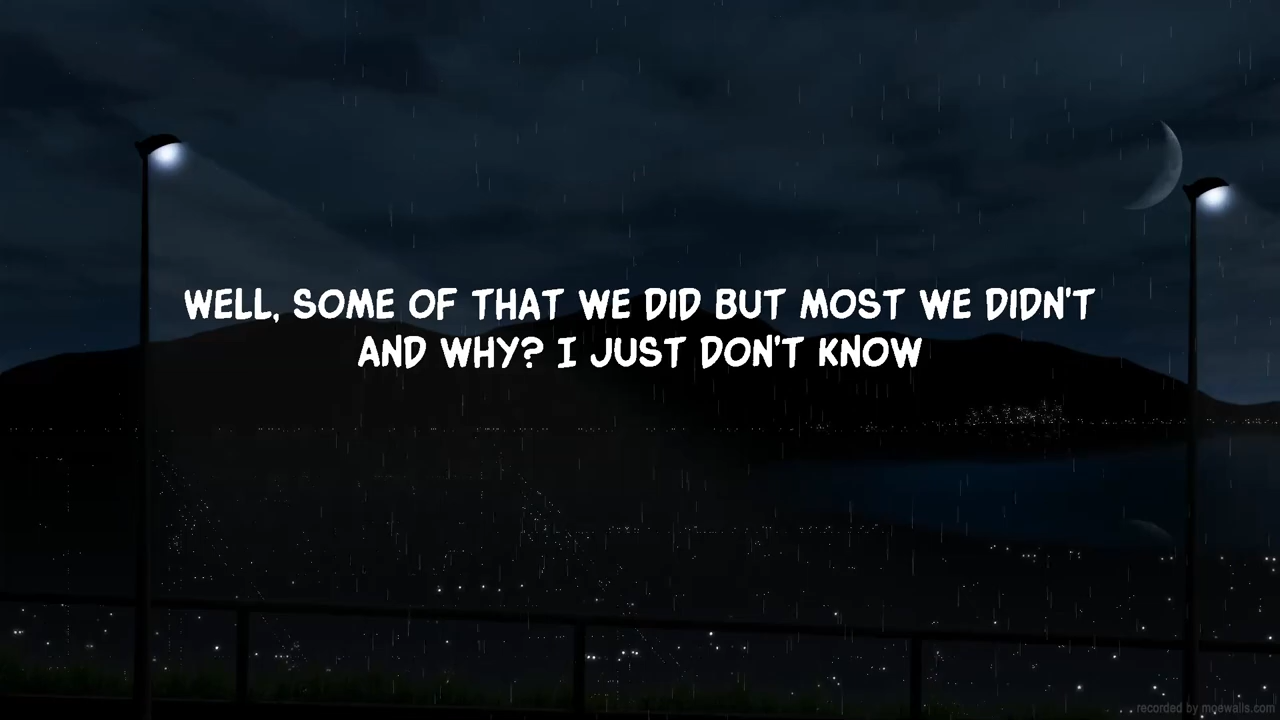 WELL, SOME OF THAT WE DID BUT MOST WE DIDN'T
AND WHY? I JUST DON'T KNOW
recorded by moewalls.com